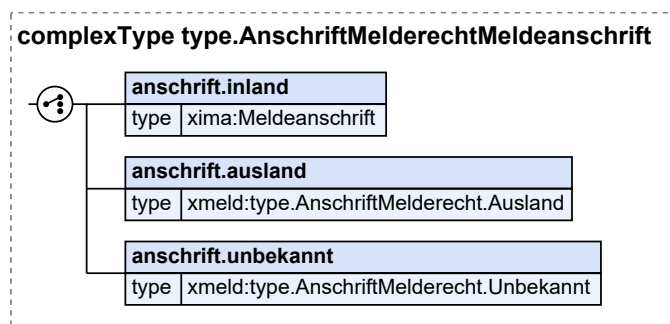 complexType type.AnschriftMelderechtMeldeanschrift
anschrift.inland
type xima:Meldeanschrift
anschrift.ausland
type xmeld:type.AnschriftMelderecht.Ausland
anschrift.unbekannt
type xmeld:type.AnschriftMelderecht.Unbekannt